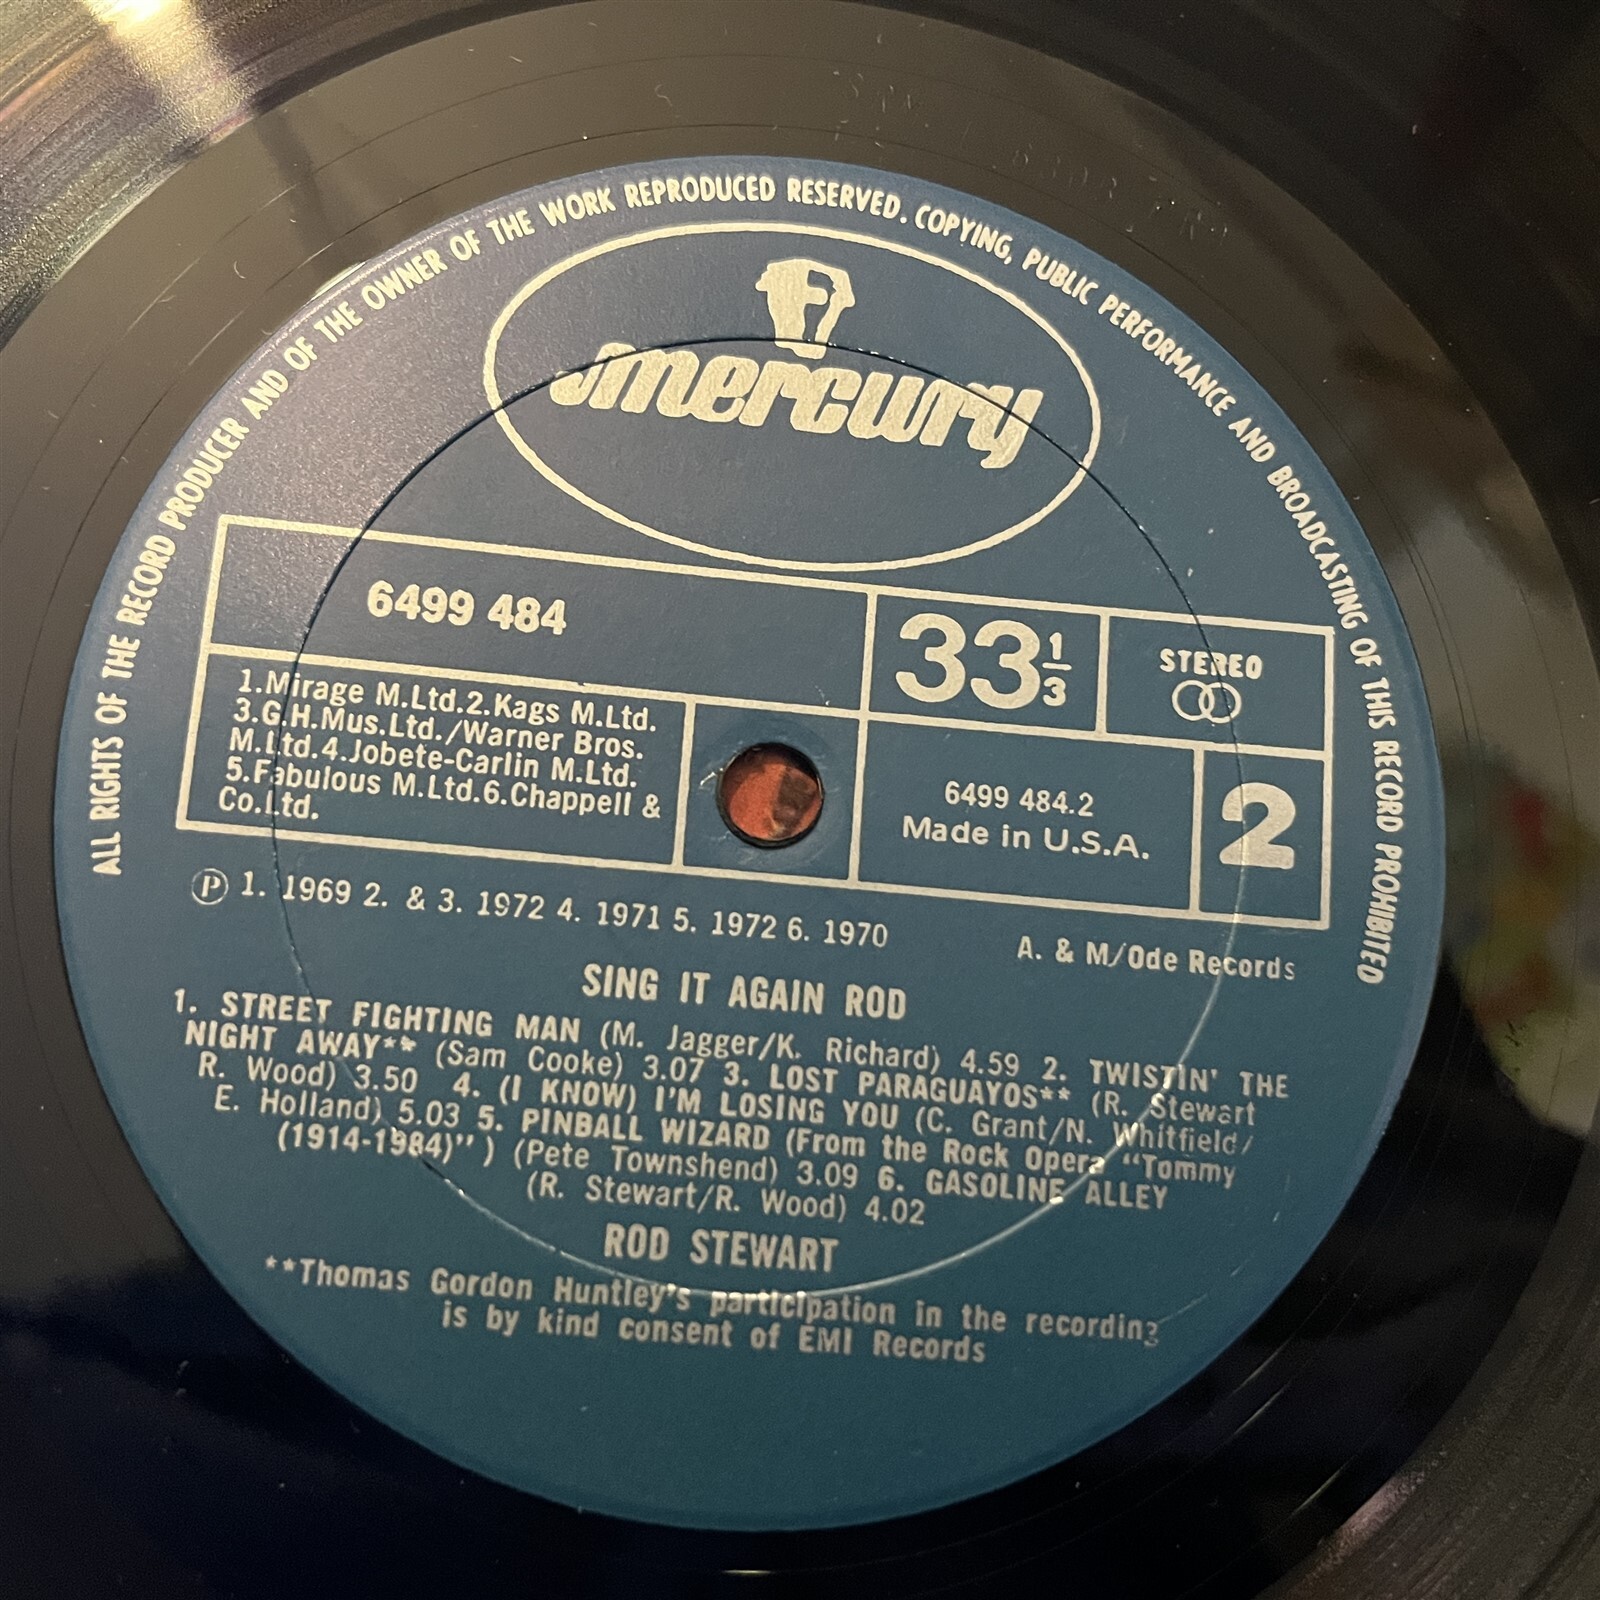 ALL RIGHTS OF THE RECORD PRODUCER AND OF THE OWNER OF THE WORK REPRODUCED RESERVED. COPYING, PUBLIC PERFORMANCE AND BROADCASTING OF THIS RECORD PROHIBITED
mercury
6499 484
33 1/3
STEREO
1.Mirage M.Ltd.2.Kags M.Ltd.
3.G.H.Mus.Ltd./Warner Bros.
M.Ltd.4.Jobete-Carlin M.Ltd.
5.Fabulous M.Ltd.6.Chappell &
Co.Ltd.
6499 484.2
Made in U.S.A.
2
℗ 1. 1969 2. & 3. 1972 4. 1971 5. 1972 6. 1970
A. & M/Ode Records
SING IT AGAIN ROD
1. STREET FIGHTING MAN (M. Jagger/K. Richard) 4.59 2. TWISTIN' THE
NIGHT AWAY** (Sam Cooke) 3.07 3. LOST PARAGUAYOS** (R. Stewart
R. Wood) 3.50 4. (I KNOW) I'M LOSING YOU (C. Grant/N. Whitfield/
E. Holland) 5.03 5. PINBALL WIZARD (From the Rock Opera "Tommy
(1914-1984)") (Pete Townshend) 3.09 6. GASOLINE ALLEY
(R. Stewart/R. Wood) 4.02
ROD STEWART
**Thomas Gordon Huntley's participation in the recording
is by kind consent of EMI Records